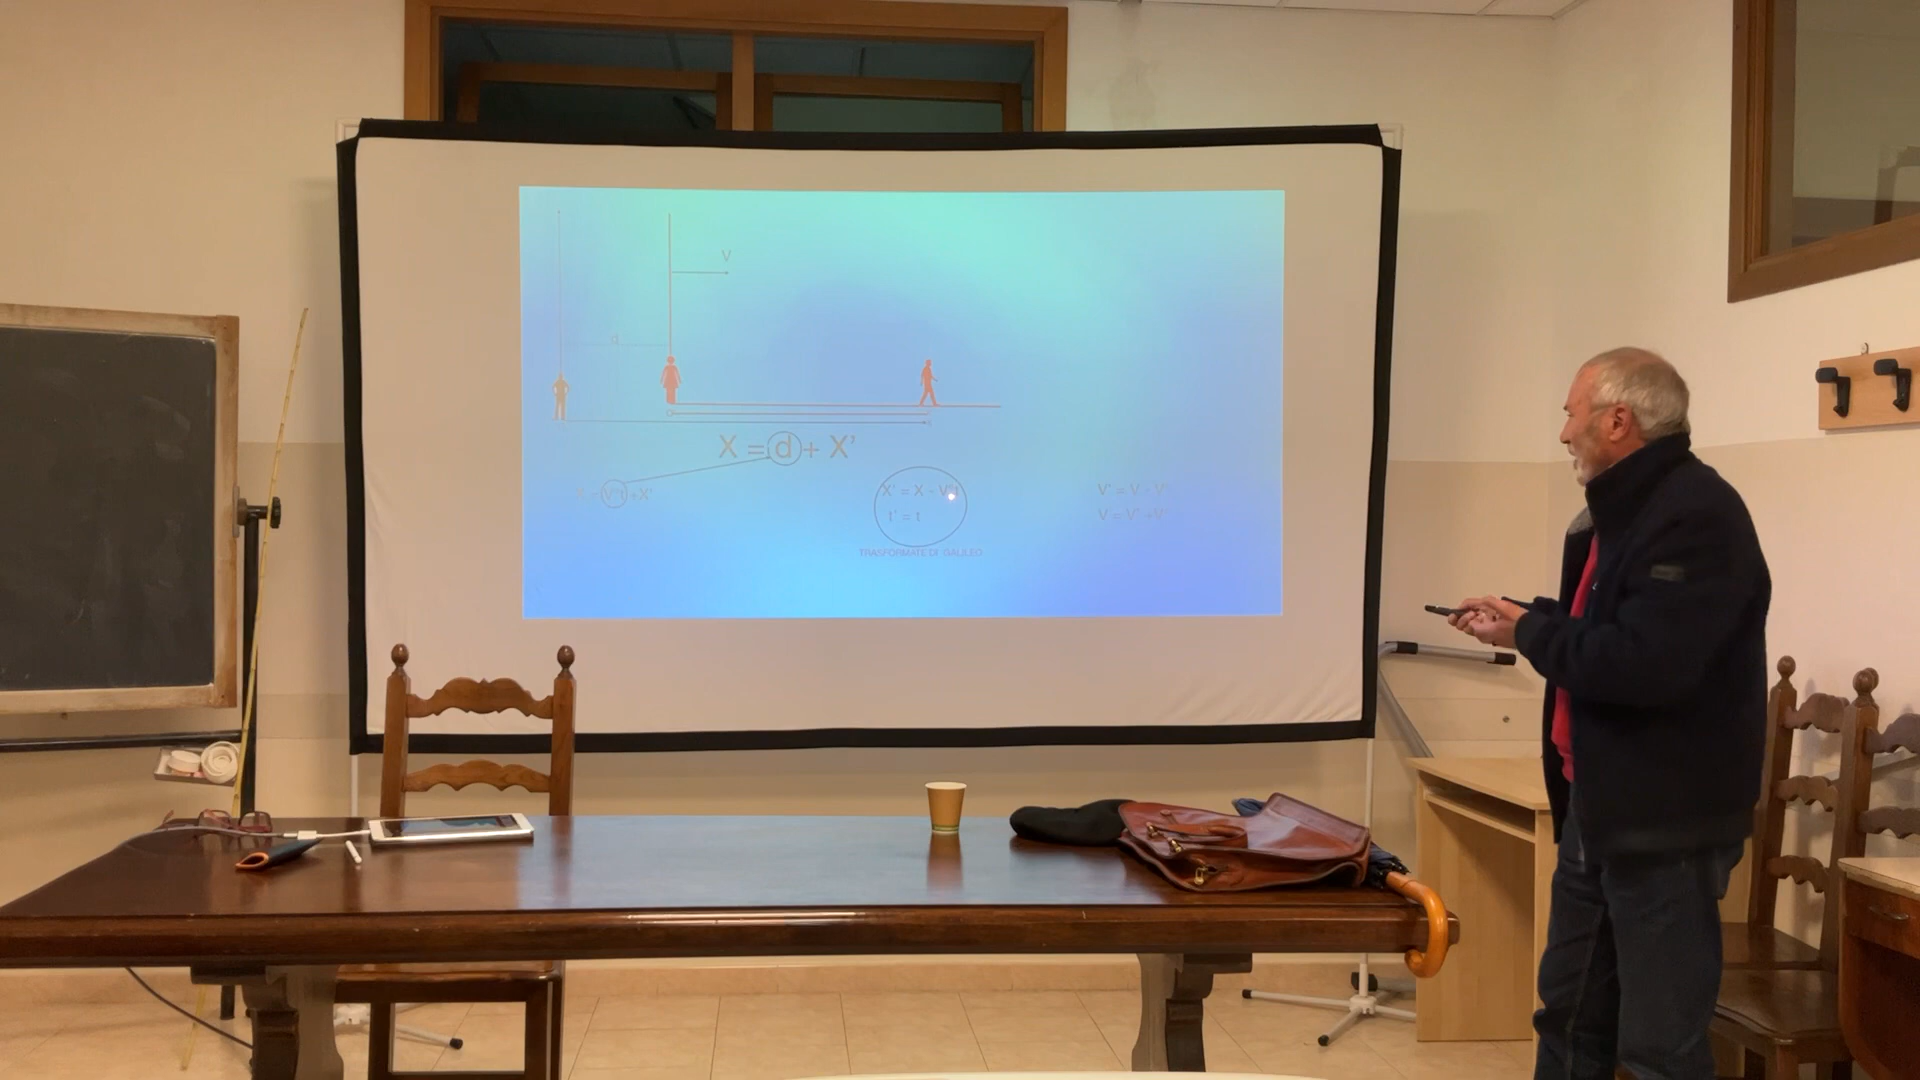 V
d
X = d + X'
X = V*t +X'
X' = X - V*t
t' = t
TRASFORMATE DI GALILEO
V' = V - V'
V = V' +V'